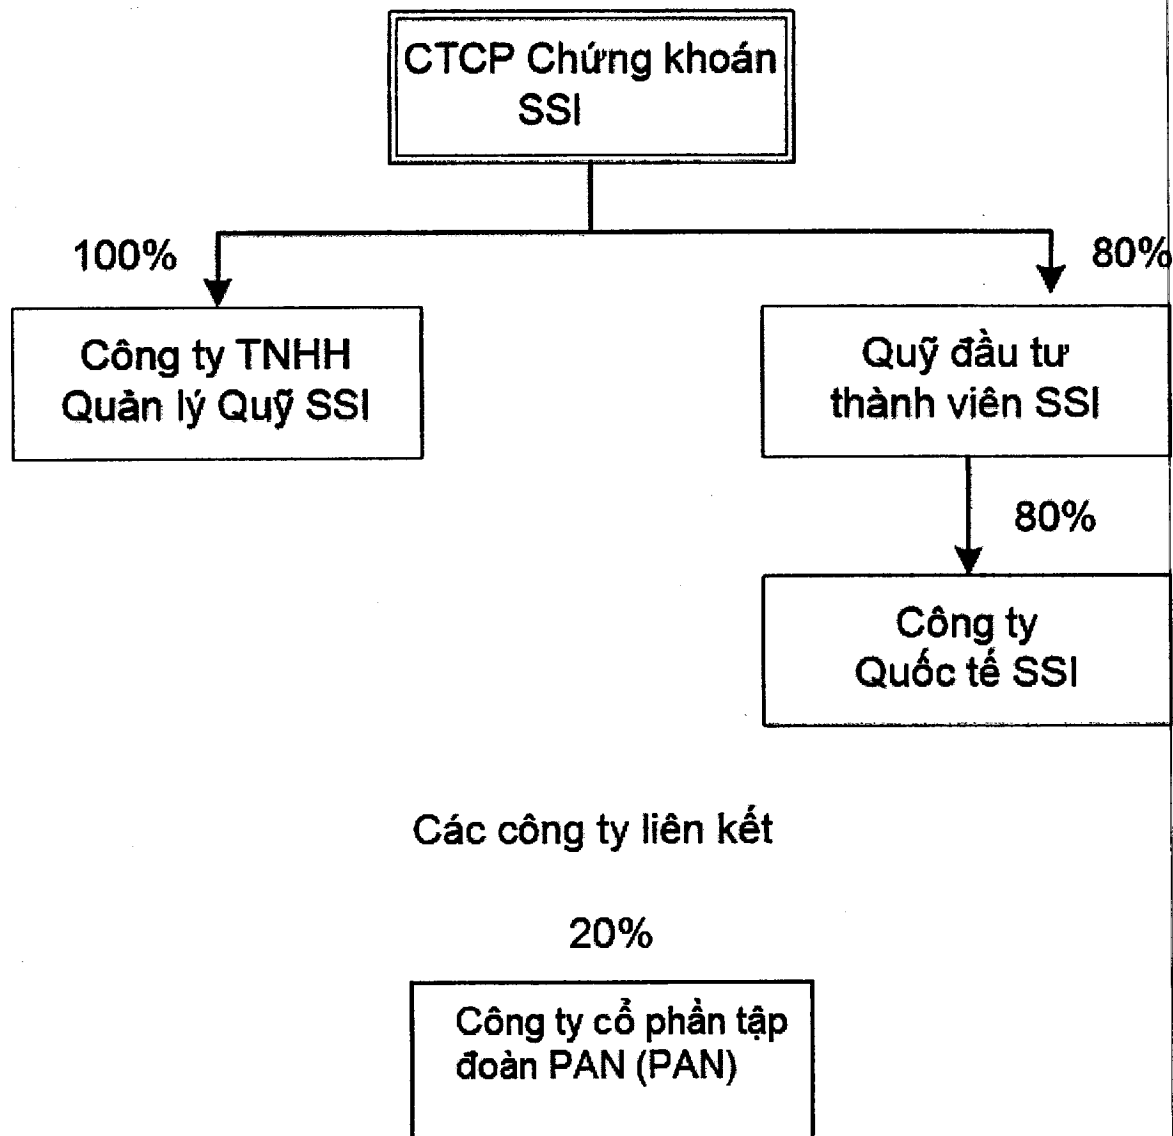 CTCP Chứng khoán
SSI
100%
80%
Công ty TNHH
Quản lý Quỹ SSI
Quỹ đầu tư
thành viên SSI
80%
Công ty
Quốc tế SSI
Các công ty liên kết
20%
Công ty cổ phần tập
đoàn PAN (PAN)